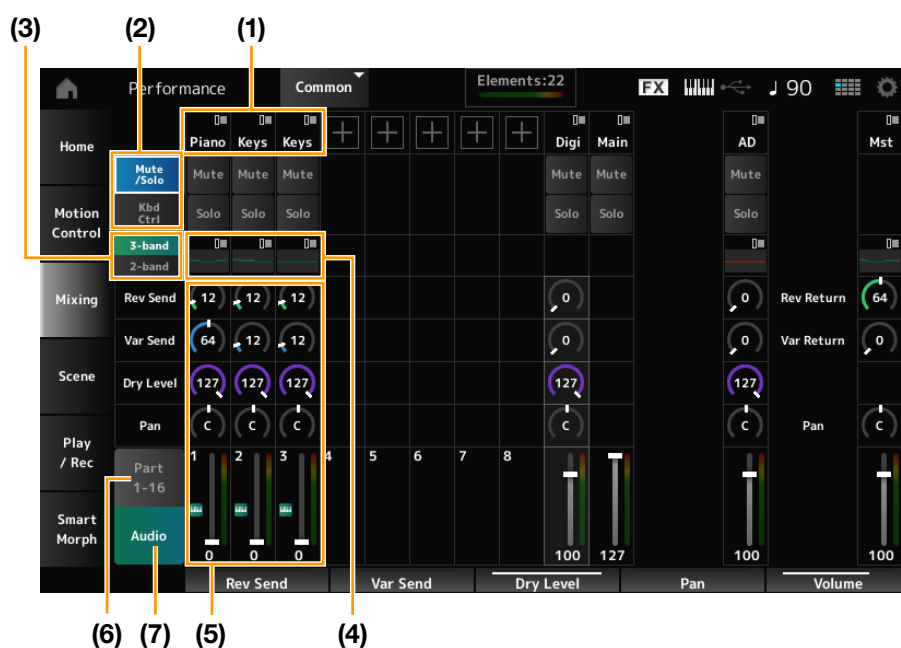 (3) (2) (1)
Performance Common Elements:22 FX ♩ 90
Home Piano Keys Keys + + + + + Digi Main AD Mst
Mute /Solo Mute Mute Mute Mute Mute Mute
Kbd Ctrl Solo Solo Solo Solo Solo Solo
Motion Control
3-band
2-band
Mixing Rev Send 12 12 12 0 0 Rev Return 64
Var Send 64 12 12 0 0 Var Return 0
Scene Dry Level 127 127 127 127 127
Pan C C C C C Pan C
Play / Rec Part 1-16 1 2 3 4 5 6 7 8
Smart Morph Audio 0 0 0 100 127 100 100
Rev Send Var Send Dry Level Pan Volume
(6) (7) (5) (4)